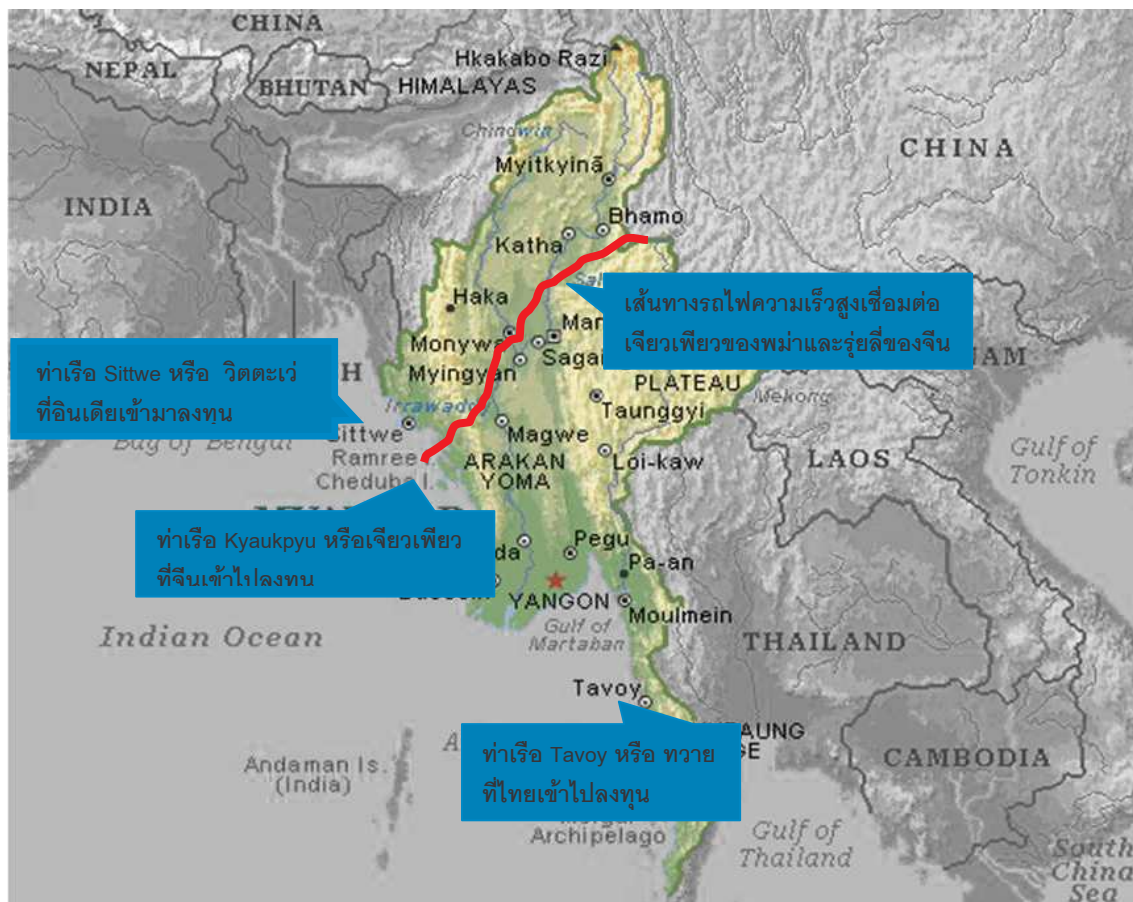 CHINA
Hkakabo Razi
NEPAL
BHUTAN
HIMALAYAS
Chindwin
CHINA
Myitkyinā
INDIA
Bhamo
Katha
Sal
Haka
เส้นทางรถไฟความเร็วสูงเชื่อมต่อ
เจียวเพียวของพม่าและรุ่ยลี่ของจีน
Man
Monywa
Sagai
NAM
ท่าเรือ Sittwe หรือ วิตตะเว่
ที่อินเดียเข้ามาลงทุน
H
Myingyan
PLATEAU
Mekong
Irrawaddy
Taunggyi
Bay of Bengal
Sittwe
Magwe
Gulf of
Tonkin
Ramree I.
ARAKAN
YOMA
Loi-kaw
LAOS
Cheduba I.
ท่าเรือ Kyaukpyu หรือเจียวเพียว
ที่จีนเข้าไปลงทุน
da
Pegu
Pa-an
YANGON
Moulmein
Gulf of
Martaban
Indian Ocean
THAILAND
Tavoy
ท่าเรือ Tavoy หรือ ทวาย
ที่ไทยเข้าไปลงทุน
AUNG
GE
CAMBODIA
Andaman Is.
(India)
Archipelago
Gulf of
Thailand
South
China
Sea